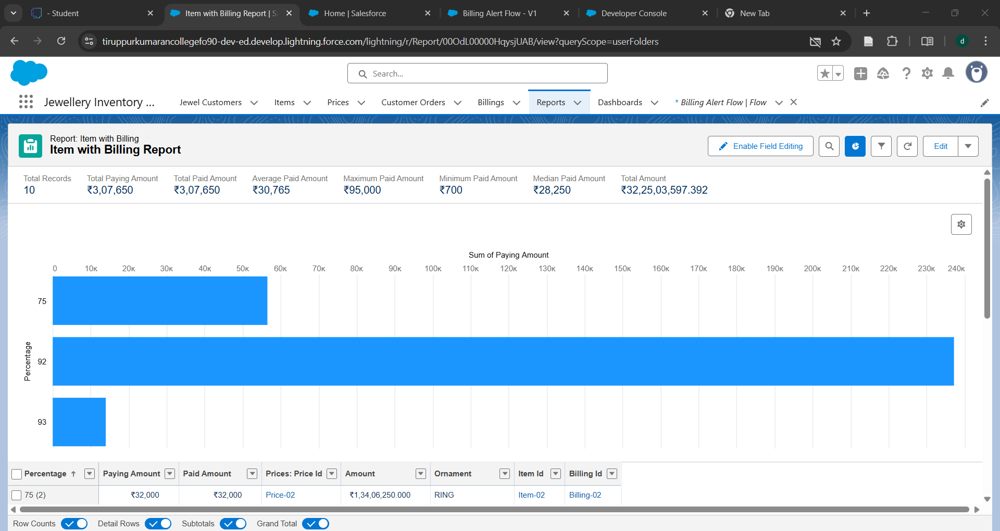 - Student
Item with Billing Report | S
Home | Salesforce
Billing Alert Flow - V1
Developer Console
New Tab
tiruppurkumarancollegefo90-dev-ed.develop.lightning.force.com/lightning/r/Report/00OdL00000HqysjUAB/view?queryScope=userFolders
d
Search...
Jewellery Inventory ...
Jewel Customers
Items
Prices
Customer Orders
Billings
Reports
Dashboards
* Billing Alert Flow | Flow
Report: Item with Billing
Item with Billing Report
Enable Field Editing
Edit
Total Records
10
Total Paying Amount
₹3,07,650
Total Paid Amount
₹3,07,650
Average Paid Amount
₹30,765
Maximum Paid Amount
₹95,000
Minimum Paid Amount
₹700
Median Paid Amount
₹28,250
Total Amount
₹32,25,03,597.392
Sum of Paying Amount
0 10K 20K 30K 40K 50K 60K 70K 80K 90K 100K 110K 120K 130K 140K 150K 160K 170K 180K 190K 200K 210K 220K 230K 240K
75
Percentage
92
93
Percentage ↑ Paying Amount Paid Amount Prices: Price Id Amount Ornament Item Id Billing Id
75 (2) ₹32,000 ₹32,000 Price-02 ₹1,34,06,250.000 RING Item-02 Billing-02
Row Counts Detail Rows Subtotals Grand Total